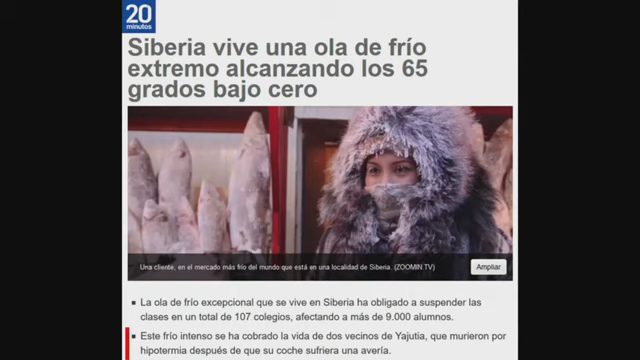 20
minutos
Siberia vive una ola de frío
extremo alcanzando los 65
grados bajo cero
Una cliente, en el mercado más frío del mundo que está en una localidad de Siberia. (ZOOMIN.TV)
Ampliar
La ola de frío excepcional que se vive en Siberia ha obligado a suspender las
clases en un total de 107 colegios, afectando a más de 9.000 alumnos.
Este frío intenso se ha cobrado la vida de dos vecinos de Yajutia, que murieron por
hipotermia después de que su coche sufriera una avería.